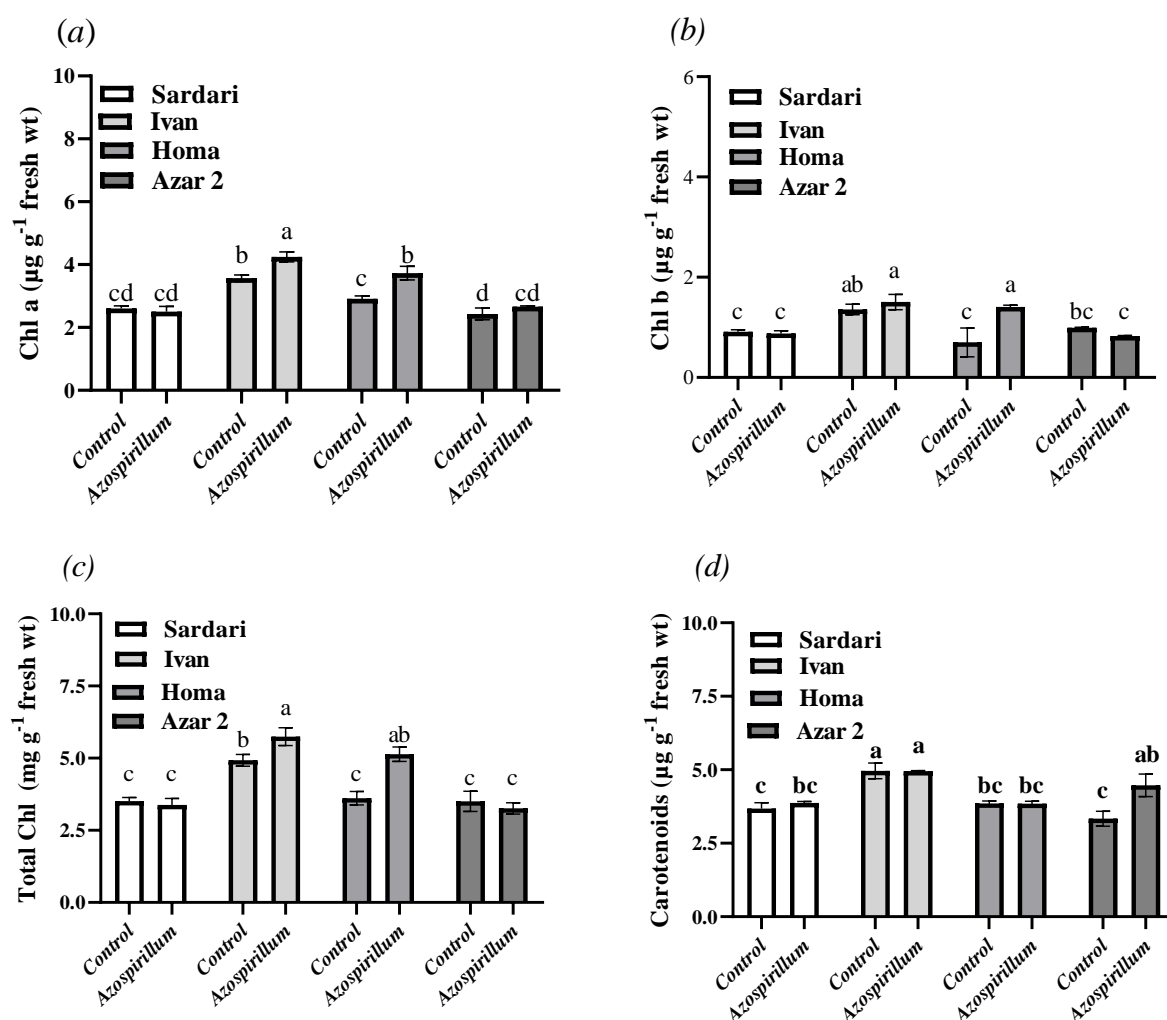 (a)
10
8
6
4
2
0
Chl a (µg g⁻¹ fresh wt)
Sardari
Ivan
Homa
Azar 2
cd
cd
b
a
c
b
d
cd
Control
Azospirillum
Control
Azospirillum
Control
Azospirillum
Control
Azospirillum
(b)
6
4
2
0
Chl b (µg g⁻¹ fresh wt)
Sardari
Ivan
Homa
Azar 2
c
c
ab
a
c
a
bc
c
Control
Azospirillum
Control
Azospirillum
Control
Azospirillum
Control
Azospirillum
(c)
10.0
7.5
5.0
2.5
0.0
Total Chl (mg g⁻¹ fresh wt)
Sardari
Ivan
Homa
Azar 2
c
c
b
a
c
ab
c
c
Control
Azospirillum
Control
Azospirillum
Control
Azospirillum
Control
Azospirillum
(d)
10.0
7.5
5.0
2.5
0.0
Carotenoids (µg g⁻¹ fresh wt)
Sardari
Ivan
Homa
Azar 2
c
bc
a
a
bc
bc
c
ab
Control
Azospirillum
Control
Azospirillum
Control
Azospirillum
Control
Azospirillum